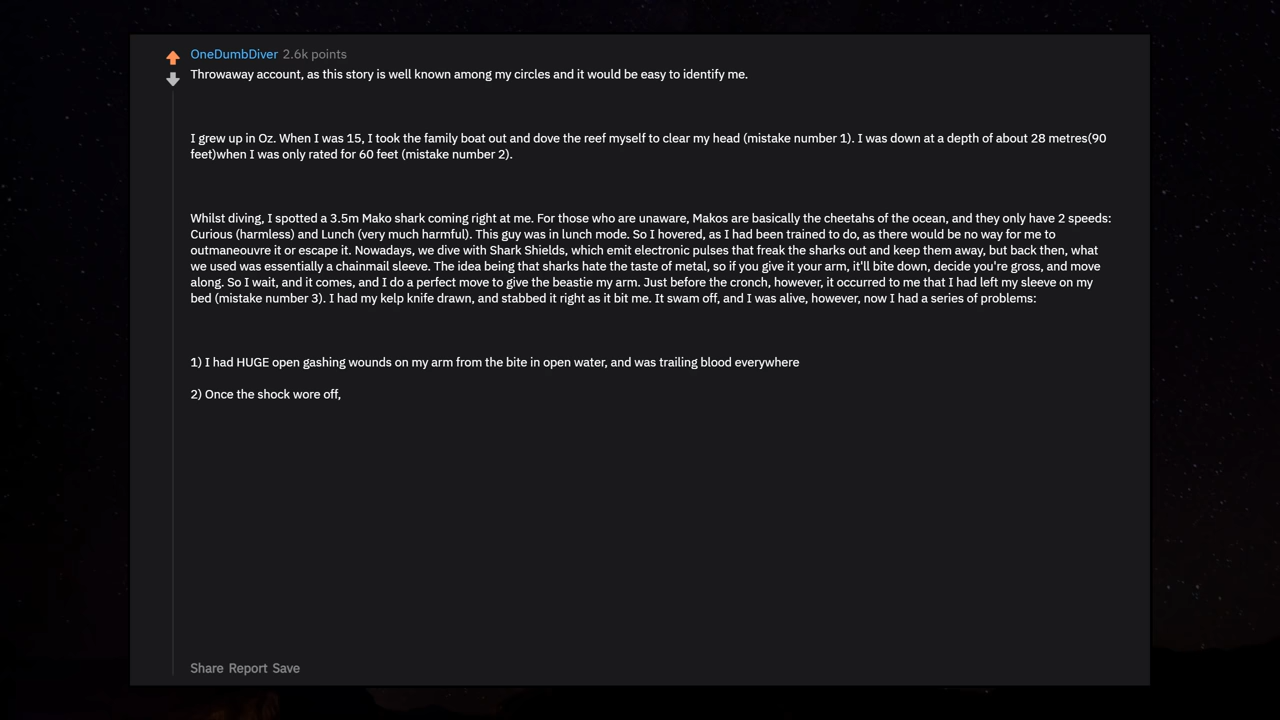 OneDumbDiver 2.6k points
Throwaway account, as this story is well known among my circles and it would be easy to identify me.
I grew up in Oz. When I was 15, I took the family boat out and dove the reef myself to clear my head (mistake number 1). I was down at a depth of about 28 metres(90
feet)when I was only rated for 60 feet (mistake number 2).
Whilst diving, I spotted a 3.5m Mako shark coming right at me. For those who are unaware, Makos are basically the cheetahs of the ocean, and they only have 2 speeds:
Curious (harmless) and Lunch (very much harmful). This guy was in lunch mode. So I hovered, as I had been trained to do, as there would be no way for me to
outmaneouvre it or escape it. Nowadays, we dive with Shark Shields, which emit electronic pulses that freak the sharks out and keep them away, but back then, what
we used was essentially a chainmail sleeve. The idea being that sharks hate the taste of metal, so if you give it your arm, it'll bite down, decide you're gross, and move
along. So I wait, and it comes, and I do a perfect move to give the beastie my arm. Just before the cronch, however, it occurred to me that I had left my sleeve on my
bed (mistake number 3). I had my kelp knife drawn, and stabbed it right as it bit me. It swam off, and I was alive, however, now I had a series of problems:
1) I had HUGE open gashing wounds on my arm from the bite in open water, and was trailing blood everywhere
2) Once the shock wore off,
Share Report Save